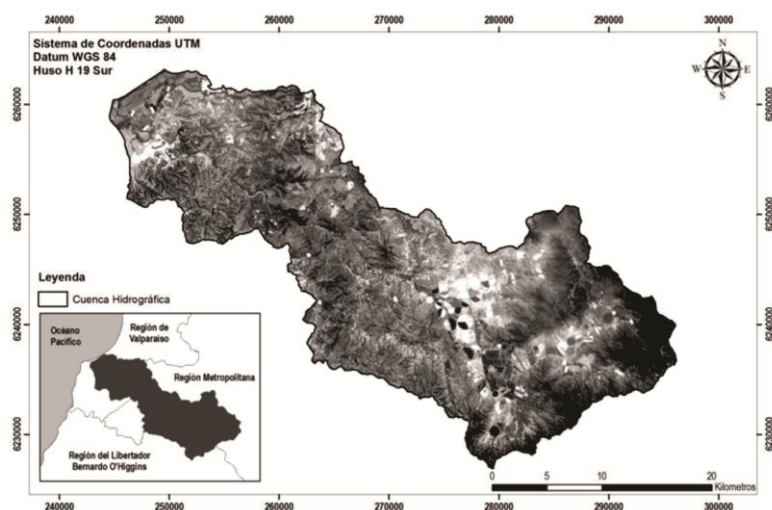 240000 250000 260000 270000 280000 290000 300000
Sistema de Coordenadas UTM
Datum WGS 84
Huso H 19 Sur
N
W E
S
6260000 6260000
6250000 6250000
6240000 6240000
6230000 6230000
Leyenda
Cuenca Hidrográfica
Océano
Pacífico
Región de
Valparaíso
Región Metropolitana
Región del Libertador
Bernardo O'Higgins
0 5 10 20
Kilometros
240000 250000 260000 270000 280000 290000 300000